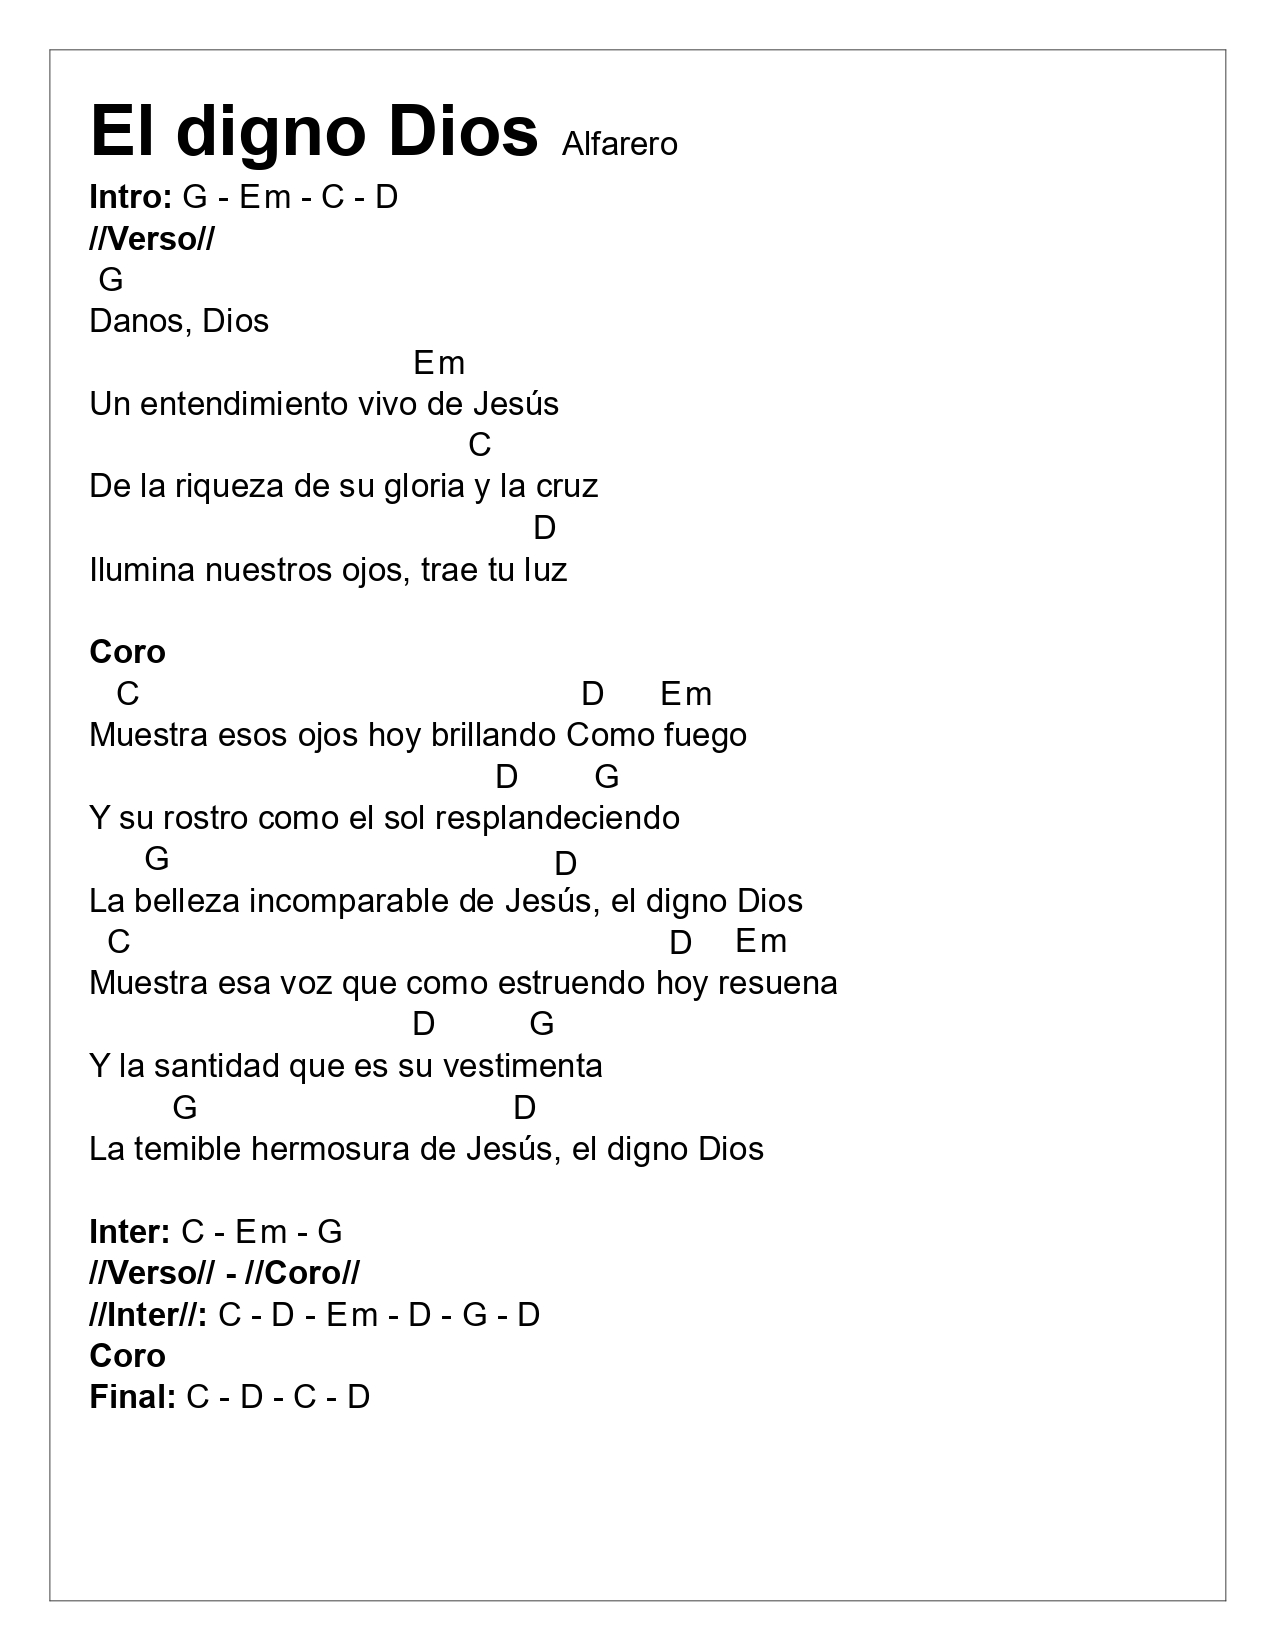 El digno Dios Alfarero
Intro: G - Em - C - D
//Verso//
G
Danos, Dios
Em
Un entendimiento vivo de Jesús
C
De la riqueza de su gloria y la cruz
D
Ilumina nuestros ojos, trae tu luz
Coro
C D Em
Muestra esos ojos hoy brillando Como fuego
D G
Y su rostro como el sol resplandeciendo
G D
La belleza incomparable de Jesús, el digno Dios
C D Em
Muestra esa voz que como estruendo hoy resuena
D G
Y la santidad que es su vestimenta
G D
La temible hermosura de Jesús, el digno Dios
Inter: C - Em - G
//Verso// - //Coro//
//Inter//: C - D - Em - D - G - D
Coro
Final: C - D - C - D